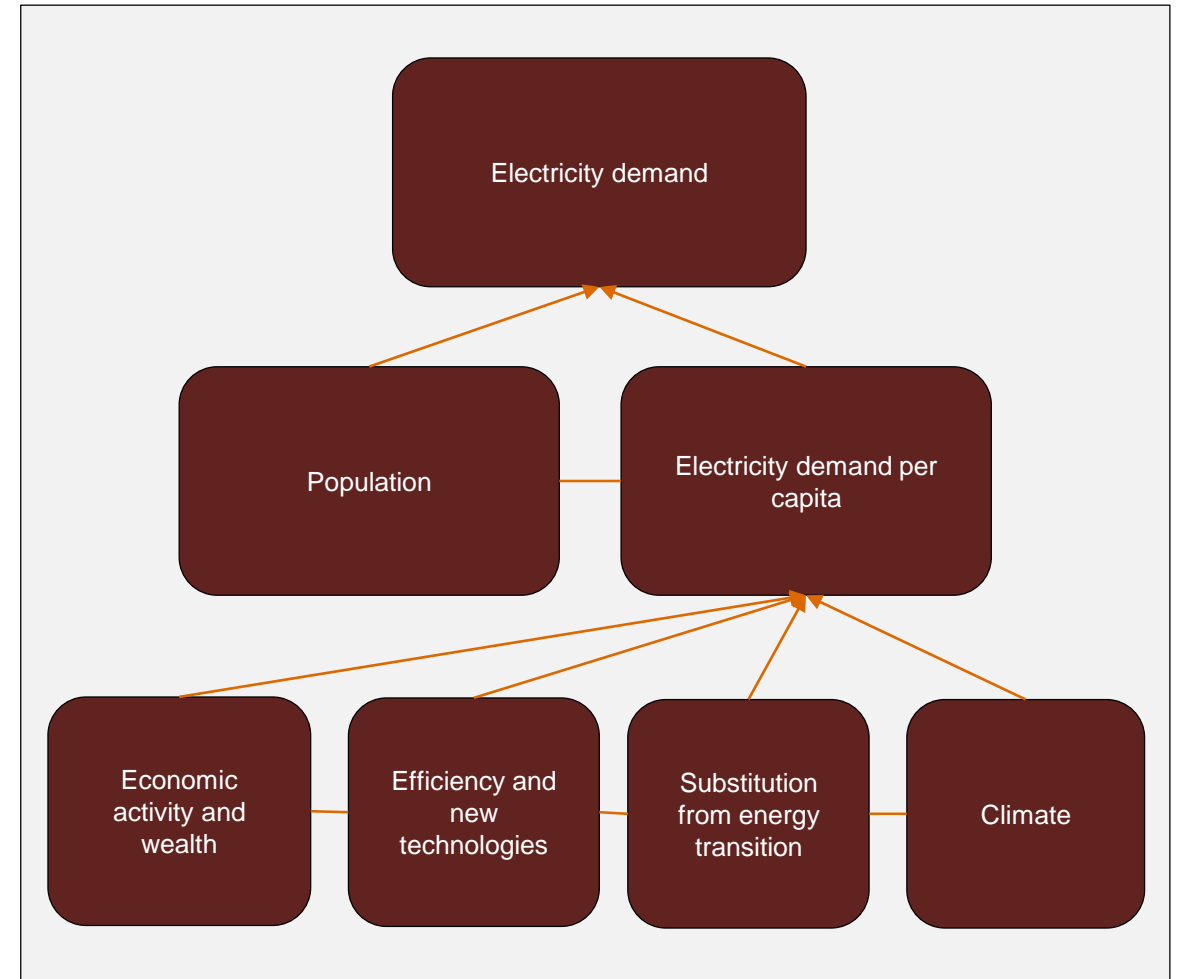 Electricity demand
Population
Electricity demand per
capita
Economic
activity and
wealth
Efficiency and
new
technologies
Substitution
from energy
transition
Climate